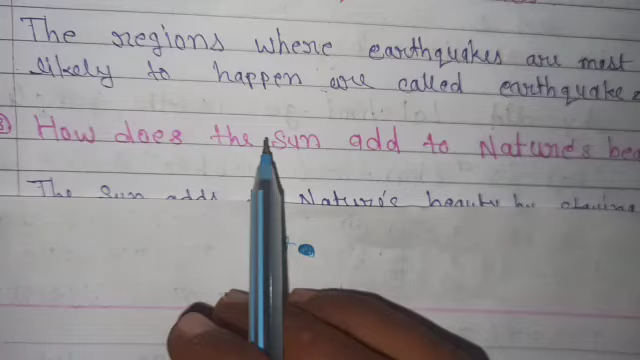 The regions where earthquakes are most
likely to happen are called earthquake
How does the sun add to Nature's bea
The Sun adds Nature's beauty by